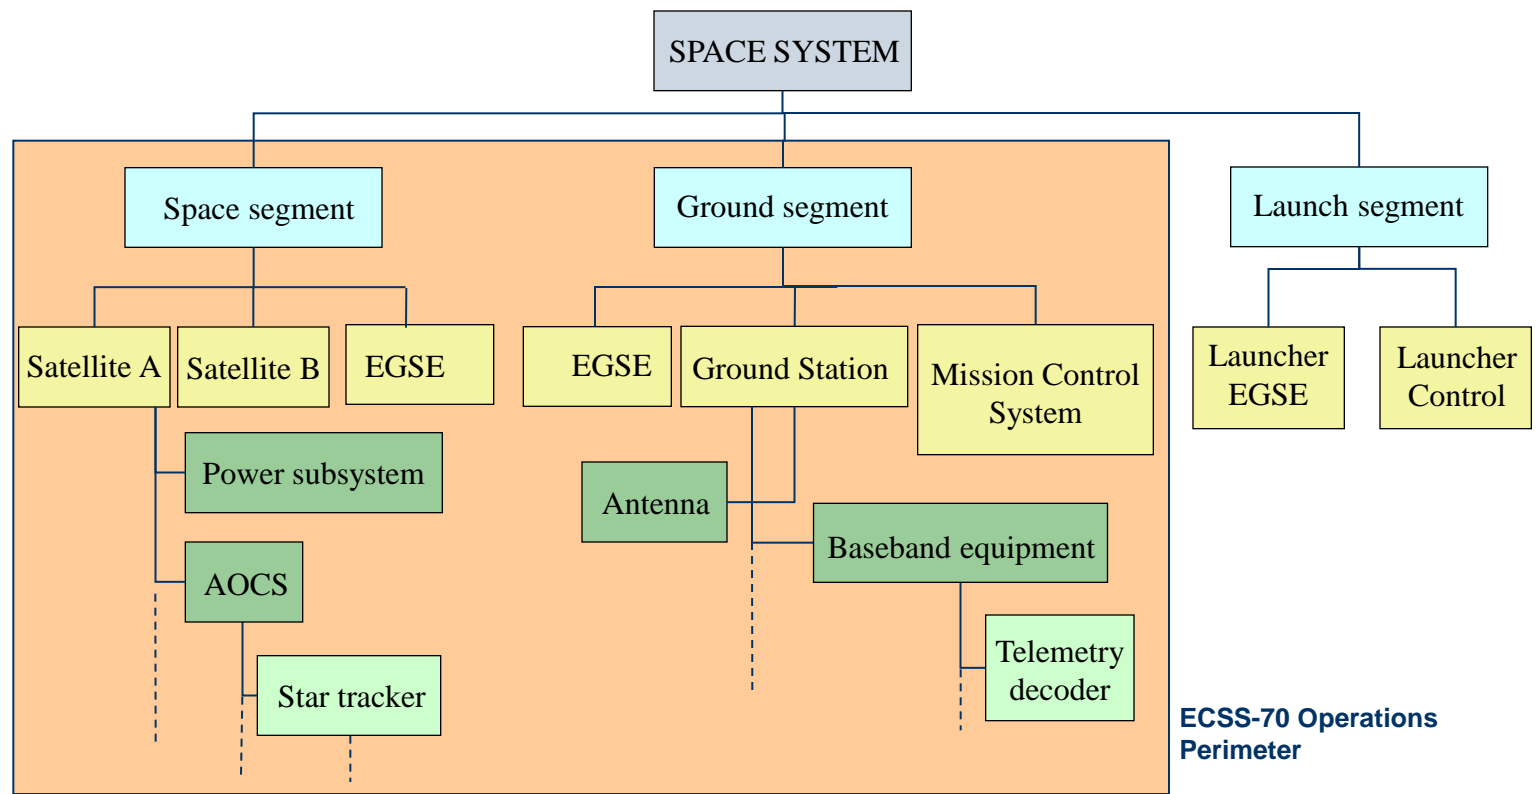 SPACE SYSTEM
Space segment
Ground segment
Launch segment
Satellite A
Satellite B
EGSE
EGSE
Ground Station
Mission Control
System
Launcher
EGSE
Launcher
Control
Power subsystem
Antenna
Baseband equipment
AOCS
Star tracker
Telemetry
decoder
ECSS-70 Operations
Perimeter